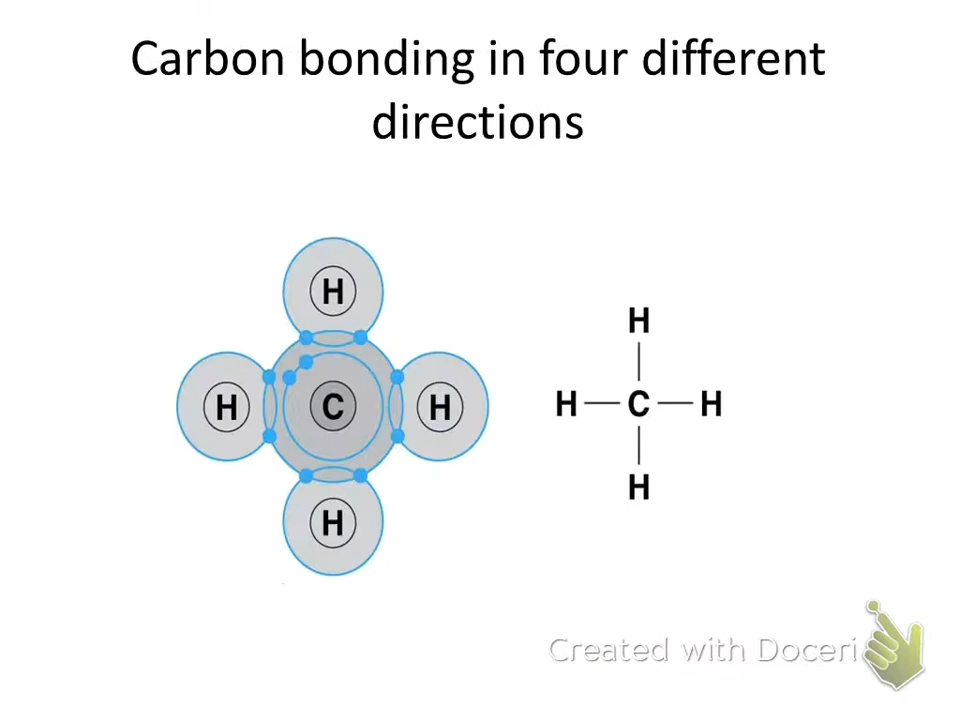 Carbon bonding in four different
directions
H
H C H
H
H
H—C—H
H
Created with Doceri